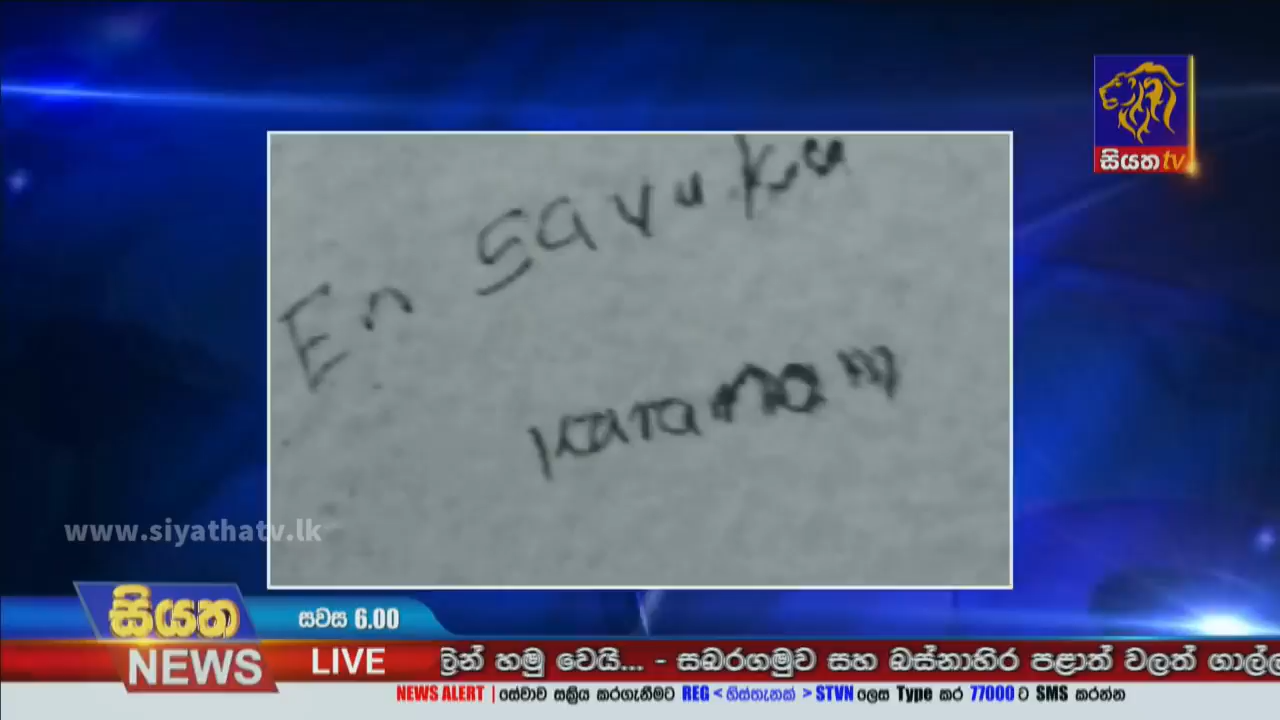 සියත tv
En savukku
karanam
www.siyathatv.lk
සියත
NEWS
සවස 6.00
LIVE
ලින් හමු වෙයි... - සබරගමුව සහ බස්නාහිර පළාත් වලත් ගාල්ල
NEWS ALERT | සේවාව සක්‍රීය කරගැනීමට REG < හිස්තැනක් > STVN ලෙස Type කර 77000 ට SMS කරන්න